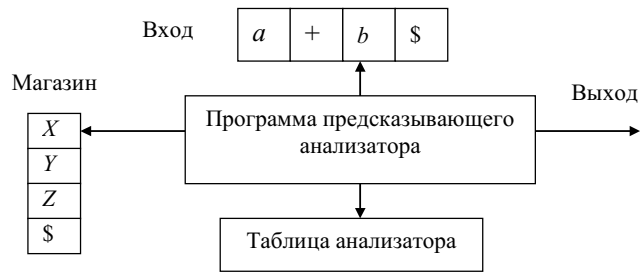 Вход
a + b $
Магазин
X
Y
Z
$
Программа предсказывающего
анализатора
Выход
Таблица анализатора